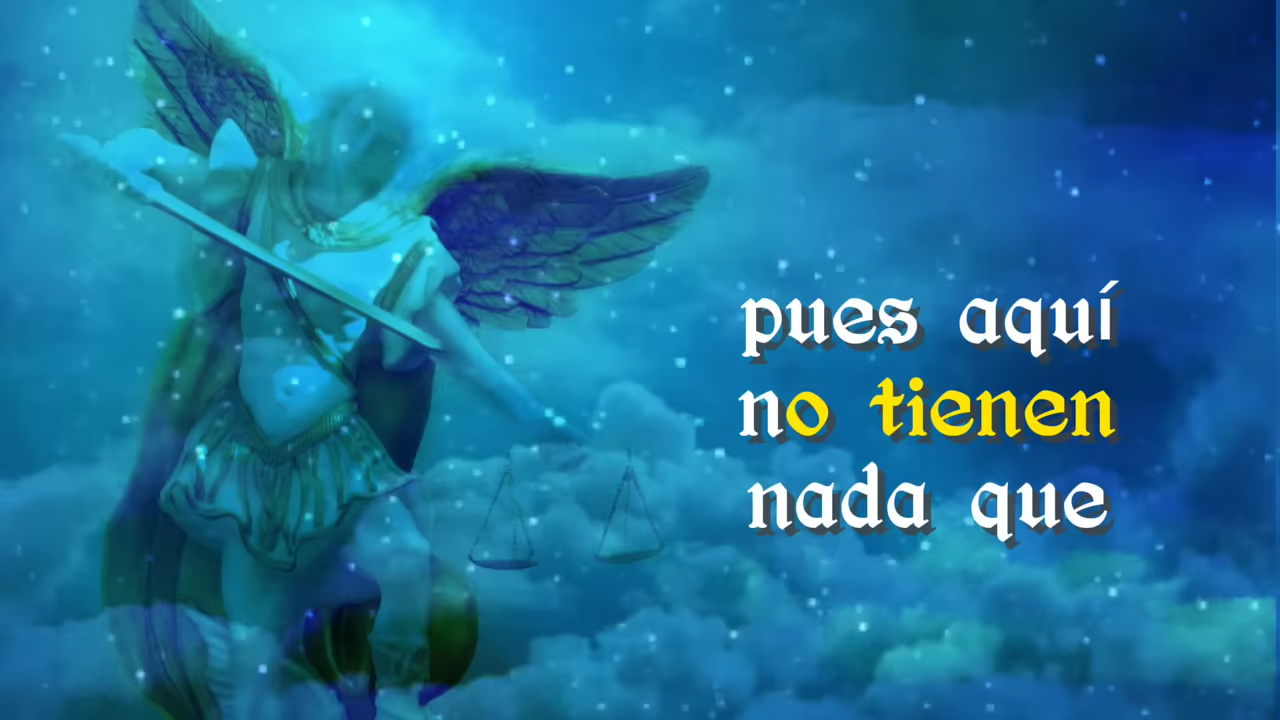 pues aquí
no tienen
nada que